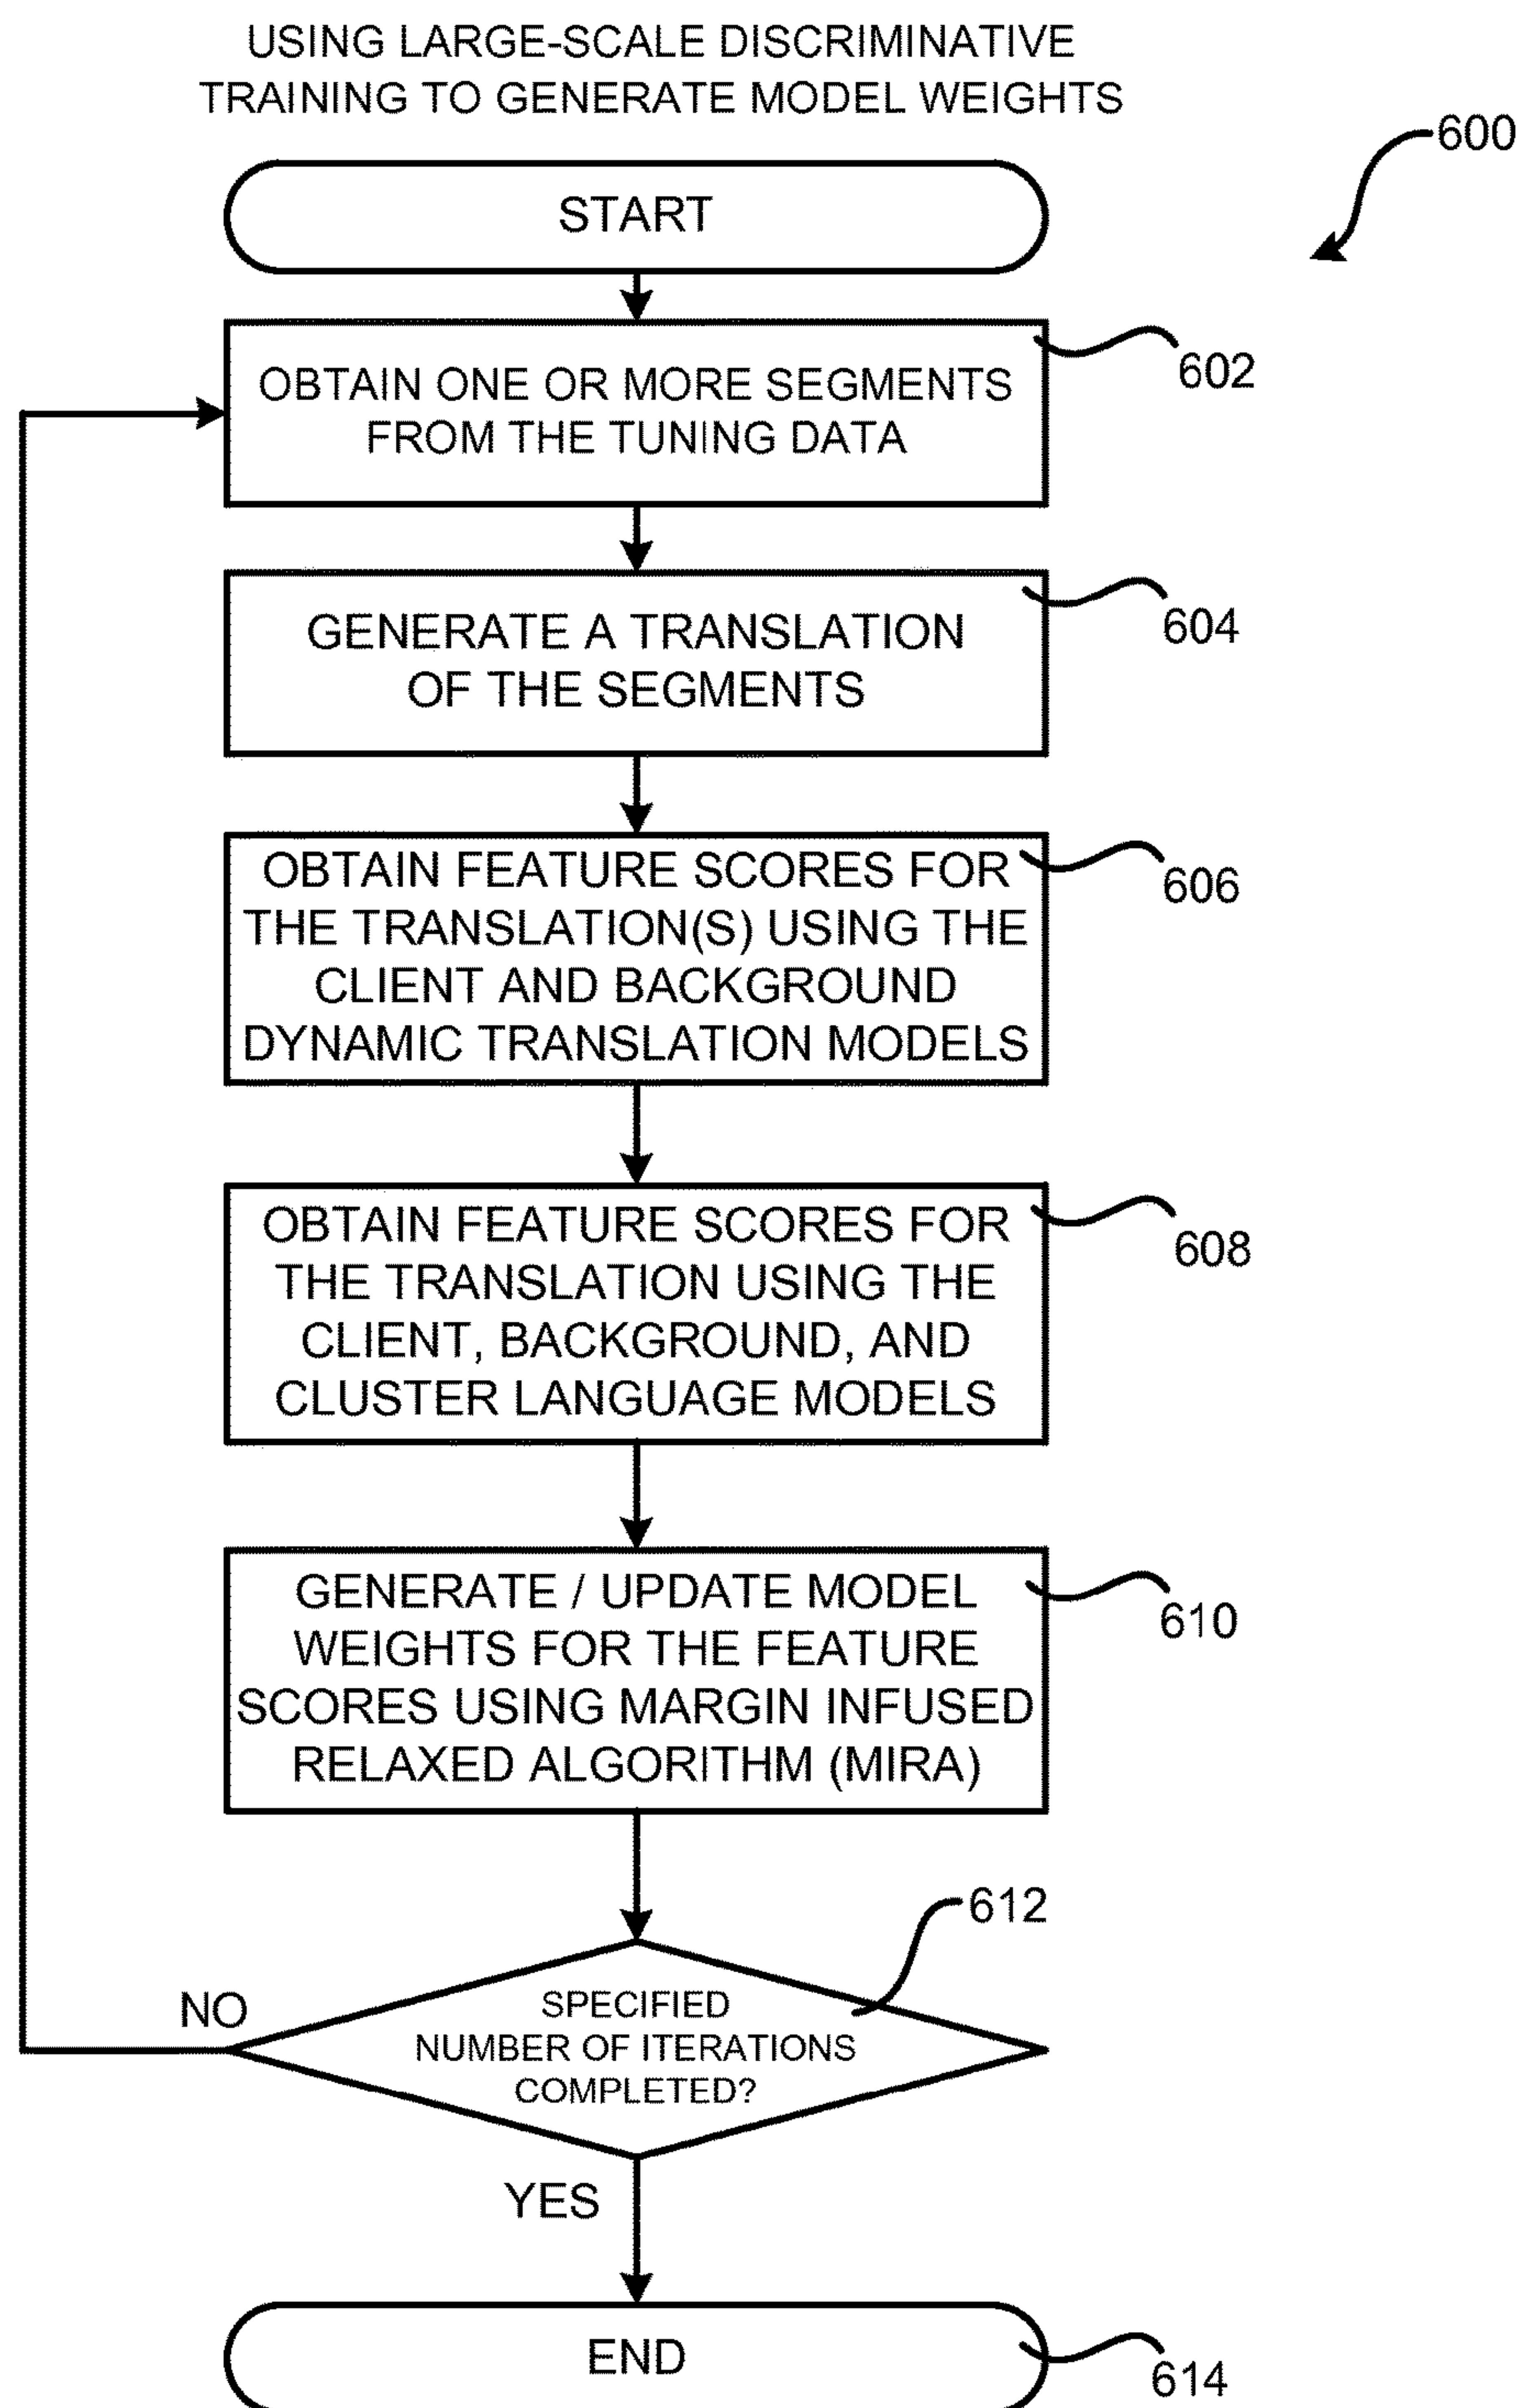 USING LARGE-SCALE DISCRIMINATIVE
TRAINING TO GENERATE MODEL WEIGHTS
600
START
OBTAIN ONE OR MORE SEGMENTS
FROM THE TUNING DATA
602
GENERATE A TRANSLATION
OF THE SEGMENTS
604
OBTAIN FEATURE SCORES FOR
THE TRANSLATION(S) USING THE
CLIENT AND BACKGROUND
DYNAMIC TRANSLATION MODELS
606
OBTAIN FEATURE SCORES FOR
THE TRANSLATION USING THE
CLIENT, BACKGROUND, AND
CLUSTER LANGUAGE MODELS
608
GENERATE / UPDATE MODEL
WEIGHTS FOR THE FEATURE
SCORES USING MARGIN INFUSED
RELAXED ALGORITHM (MIRA)
610
612
NO
SPECIFIED
NUMBER OF ITERATIONS
COMPLETED?
YES
END
614